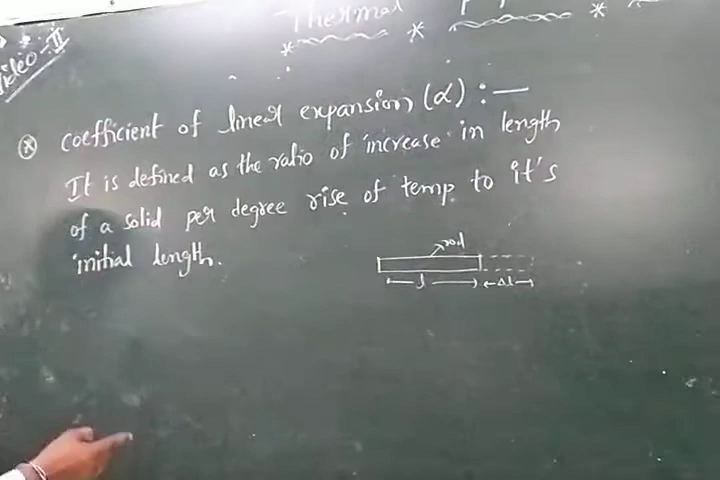 Thermal
Video-II
* * *
coefficient of linear expansion (α) :—
It is defined as the ratio of increase in length
of a solid per degree rise of temp. to it's
initial length.
rod
l Δl